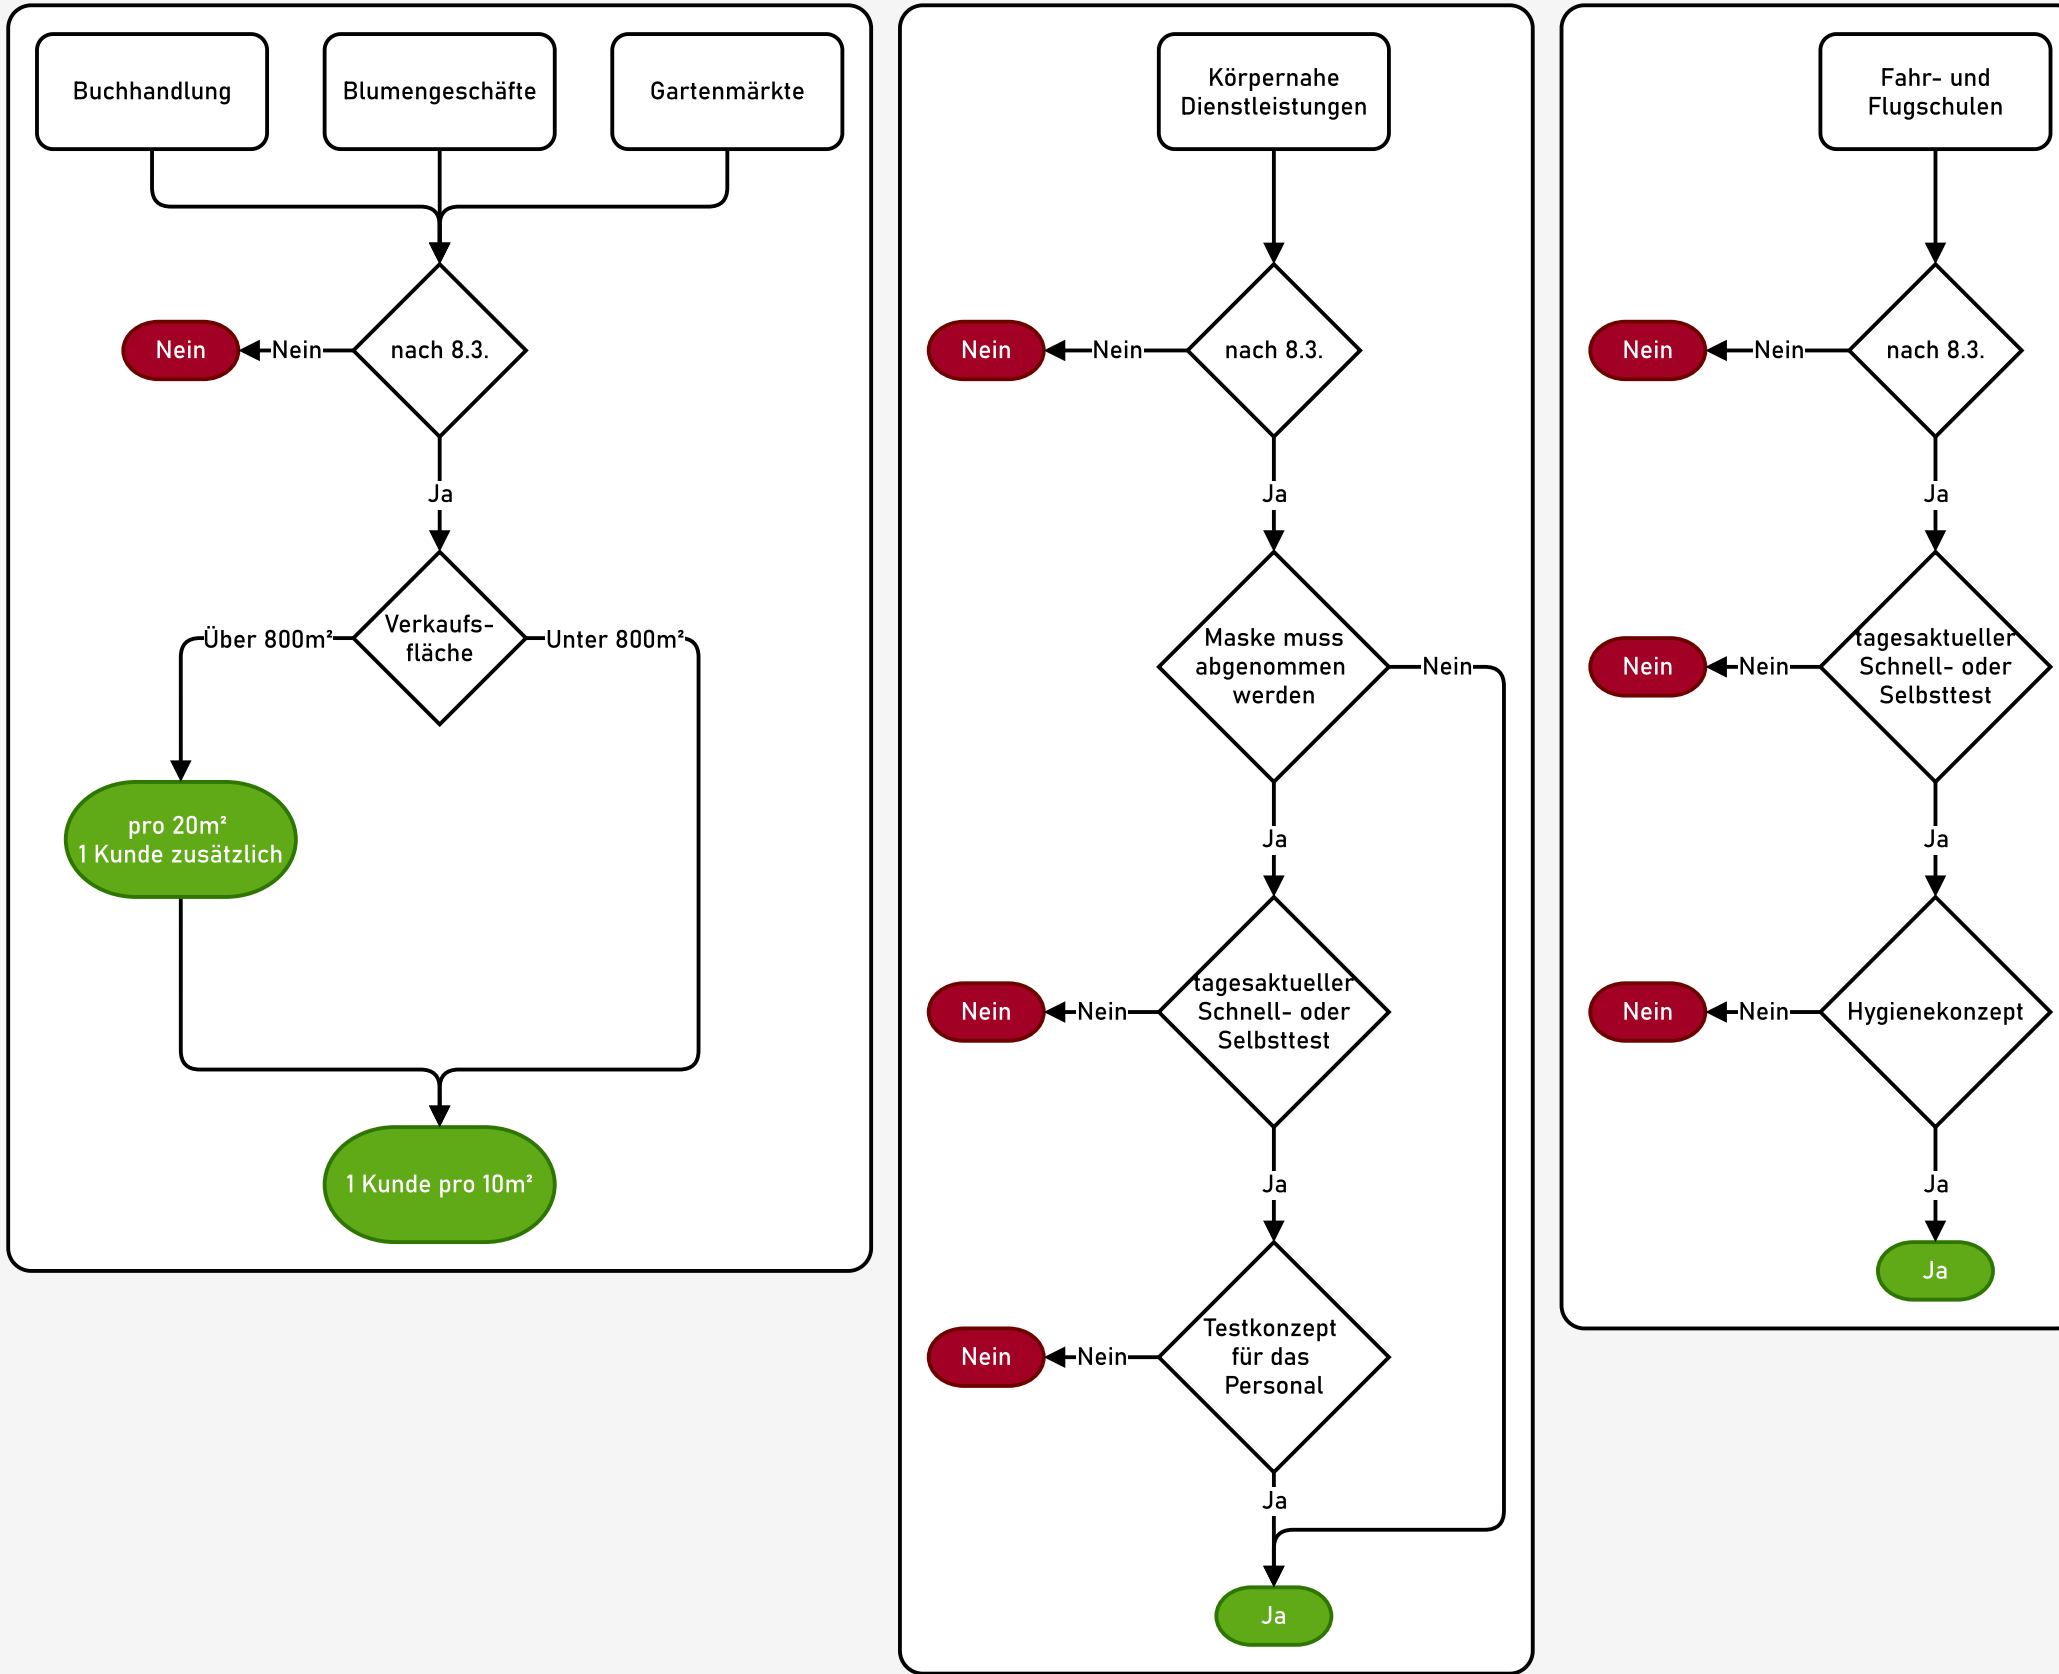 Buchhandlung
Blumengeschäfte
Gartenmärkte
nach 8.3.
Nein
Nein
Ja
Verkaufs-
fläche
Über 800m²
Unter 800m²
pro 20m²
1 Kunde zusätzlich
1 Kunde pro 10m²
Körpernahe
Dienstleistungen
nach 8.3.
Nein
Nein
Ja
Maske muss
abgenommen
werden
Nein
Ja
tagesaktueller
Schnell- oder
Selbsttest
Nein
Nein
Ja
Testkonzept
für das
Personal
Nein
Nein
Ja
Ja
Fahr- und
Flugschulen
nach 8.3.
Nein
Nein
Ja
tagesaktueller
Schnell- oder
Selbsttest
Nein
Nein
Ja
Hygienekonzept
Nein
Nein
Ja
Ja